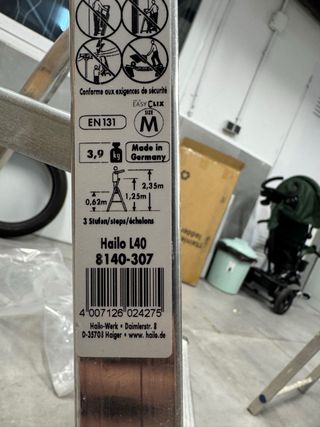 Conforme aux exigences de sécurité
EASY CLIX
SIZE
EN 131
M
3,9
KG
Made in
Germany
2,35m
1,25m
0,62m
3 Stufen/steps/échelons
Hailo L40
8140-307
4 007126 024275
Hailo-Werk • Daimlerstr. 8
D-35708 Haiger • www.hailo.de